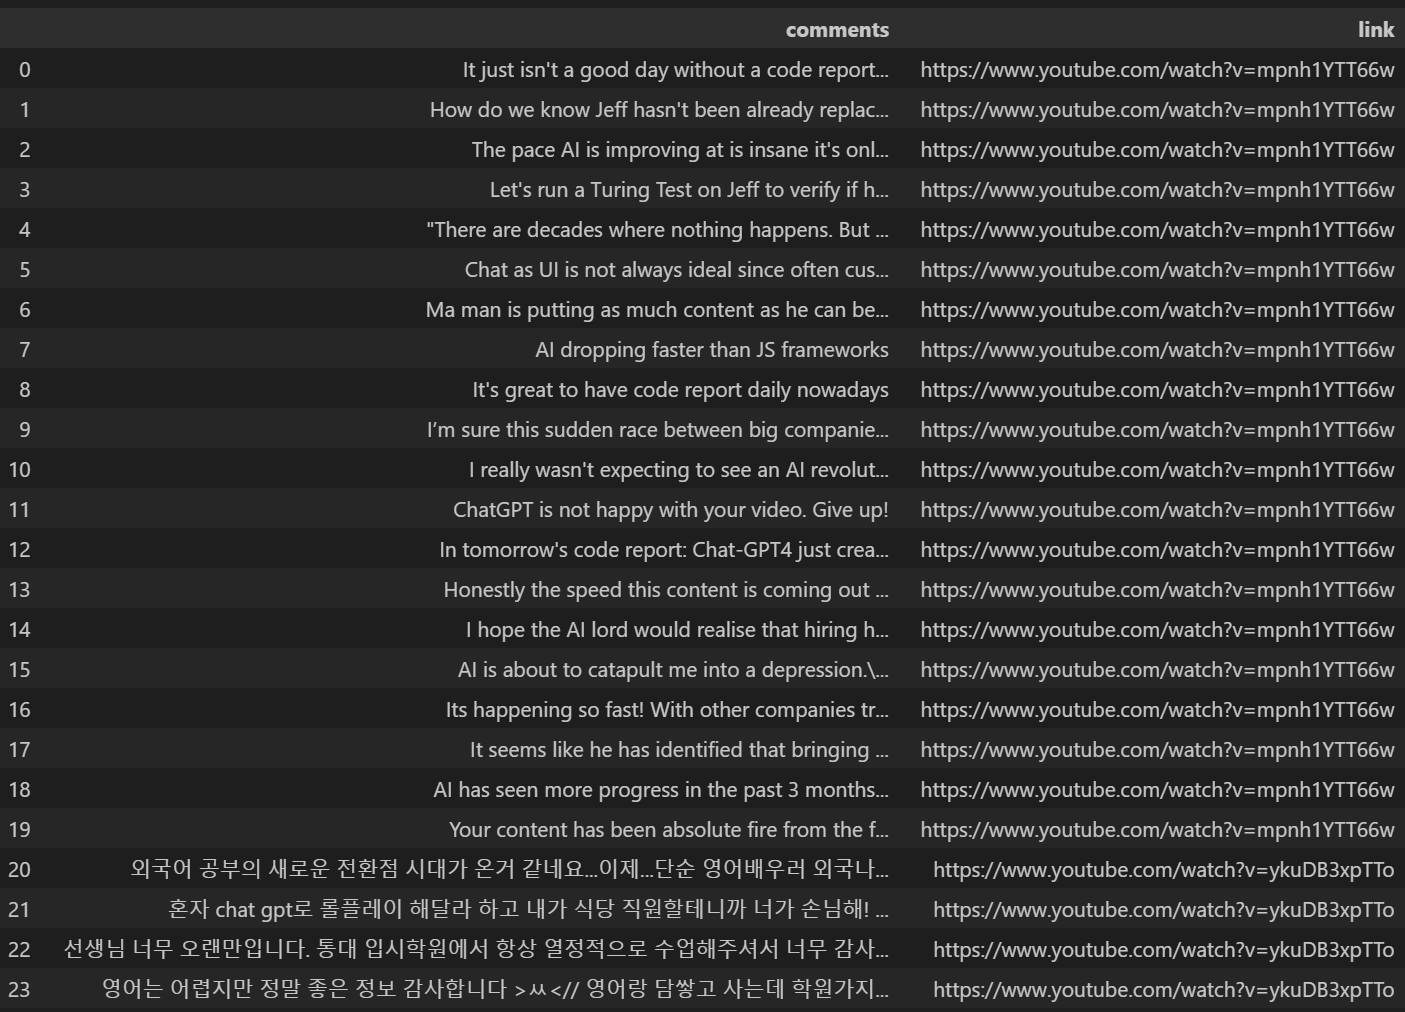 comments link
0 It just isn't a good day without a code report... https://www.youtube.com/watch?v=mpnh1YTT66w
1 How do we know Jeff hasn't been already replac... https://www.youtube.com/watch?v=mpnh1YTT66w
2 The pace AI is improving at is insane it's onl... https://www.youtube.com/watch?v=mpnh1YTT66w
3 Let's run a Turing Test on Jeff to verify if h... https://www.youtube.com/watch?v=mpnh1YTT66w
4 "There are decades where nothing happens. But ... https://www.youtube.com/watch?v=mpnh1YTT66w
5 Chat as UI is not always ideal since often cus... https://www.youtube.com/watch?v=mpnh1YTT66w
6 Ma man is putting as much content as he can be... https://www.youtube.com/watch?v=mpnh1YTT66w
7 AI dropping faster than JS frameworks https://www.youtube.com/watch?v=mpnh1YTT66w
8 It's great to have code report daily nowadays https://www.youtube.com/watch?v=mpnh1YTT66w
9 I’m sure this sudden race between big companie... https://www.youtube.com/watch?v=mpnh1YTT66w
10 I really wasn't expecting to see an AI revolut... https://www.youtube.com/watch?v=mpnh1YTT66w
11 ChatGPT is not happy with your video. Give up! https://www.youtube.com/watch?v=mpnh1YTT66w
12 In tomorrow's code report: Chat-GPT4 just crea... https://www.youtube.com/watch?v=mpnh1YTT66w
13 Honestly the speed this content is coming out ... https://www.youtube.com/watch?v=mpnh1YTT66w
14 I hope the AI lord would realise that hiring h... https://www.youtube.com/watch?v=mpnh1YTT66w
15 AI is about to catapult me into a depression.\... https://www.youtube.com/watch?v=mpnh1YTT66w
16 Its happening so fast! With other companies tr... https://www.youtube.com/watch?v=mpnh1YTT66w
17 It seems like he has identified that bringing ... https://www.youtube.com/watch?v=mpnh1YTT66w
18 AI has seen more progress in the past 3 months... https://www.youtube.com/watch?v=mpnh1YTT66w
19 Your content has been absolute fire from the f... https://www.youtube.com/watch?v=mpnh1YTT66w
20 외국어 공부의 새로운 전환점 시대가 온거 같네요...이제...단순 영어배우러 외국나... https://www.youtube.com/watch?v=ykuDB3xpTTo
21 혼자 chat gpt로 롤플레이 해달라 하고 내가 식당 직원할테니까 너가 손님해! ... https://www.youtube.com/watch?v=ykuDB3xpTTo
22 선생님 너무 오랜만입니다. 통대 입시학원에서 항상 열정적으로 수업해주셔서 너무 감사... https://www.youtube.com/watch?v=ykuDB3xpTTo
23 영어는 어렵지만 정말 좋은 정보 감사합니다 >ㅆ<// 영어랑 담쌓고 사는데 학원가지... https://www.youtube.com/watch?v=ykuDB3xpTTo